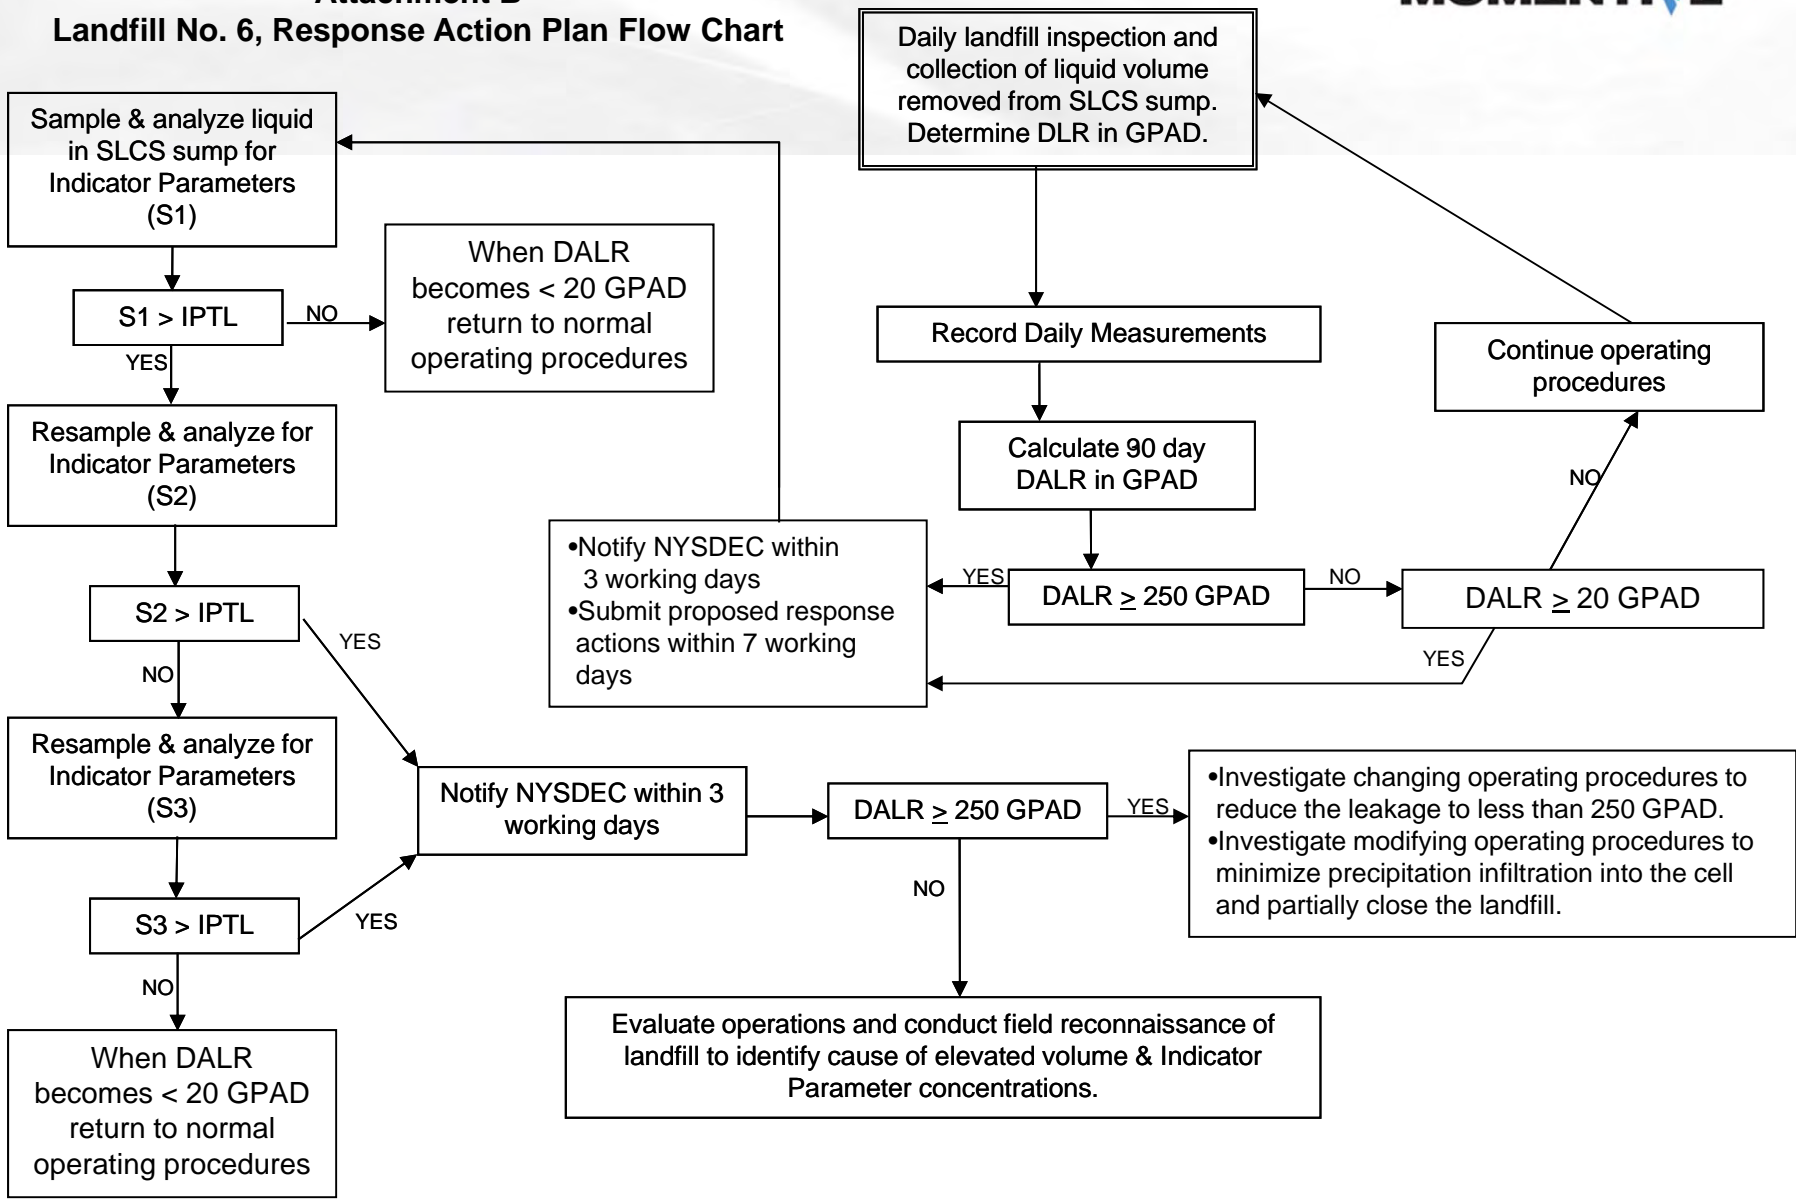 Attachment B
Landfill No. 6, Response Action Plan Flow Chart
MOMENTIVE
Daily landfill inspection and
collection of liquid volume
removed from SLCS sump.
Determine DLR in GPAD.
Sample & analyze liquid
in SLCS sump for
Indicator Parameters
(S1)
When DALR
becomes < 20 GPAD
return to normal
operating procedures
S1 > IPTL
NO
YES
Record Daily Measurements
Continue operating
procedures
Resample & analyze for
Indicator Parameters
(S2)
Calculate 90 day
DALR in GPAD
NO
•Notify NYSDEC within
3 working days
•Submit proposed response
actions within 7 working
days
YES
DALR ≥ 250 GPAD
NO
DALR ≥ 20 GPAD
YES
S2 > IPTL
YES
NO
Resample & analyze for
Indicator Parameters
(S3)
Notify NYSDEC within 3
working days
DALR ≥ 250 GPAD
YES
•Investigate changing operating procedures to
reduce the leakage to less than 250 GPAD.
•Investigate modifying operating procedures to
minimize precipitation infiltration into the cell
and partially close the landfill.
NO
S3 > IPTL
YES
NO
Evaluate operations and conduct field reconnaissance of
landfill to identify cause of elevated volume & Indicator
Parameter concentrations.
When DALR
becomes < 20 GPAD
return to normal
operating procedures